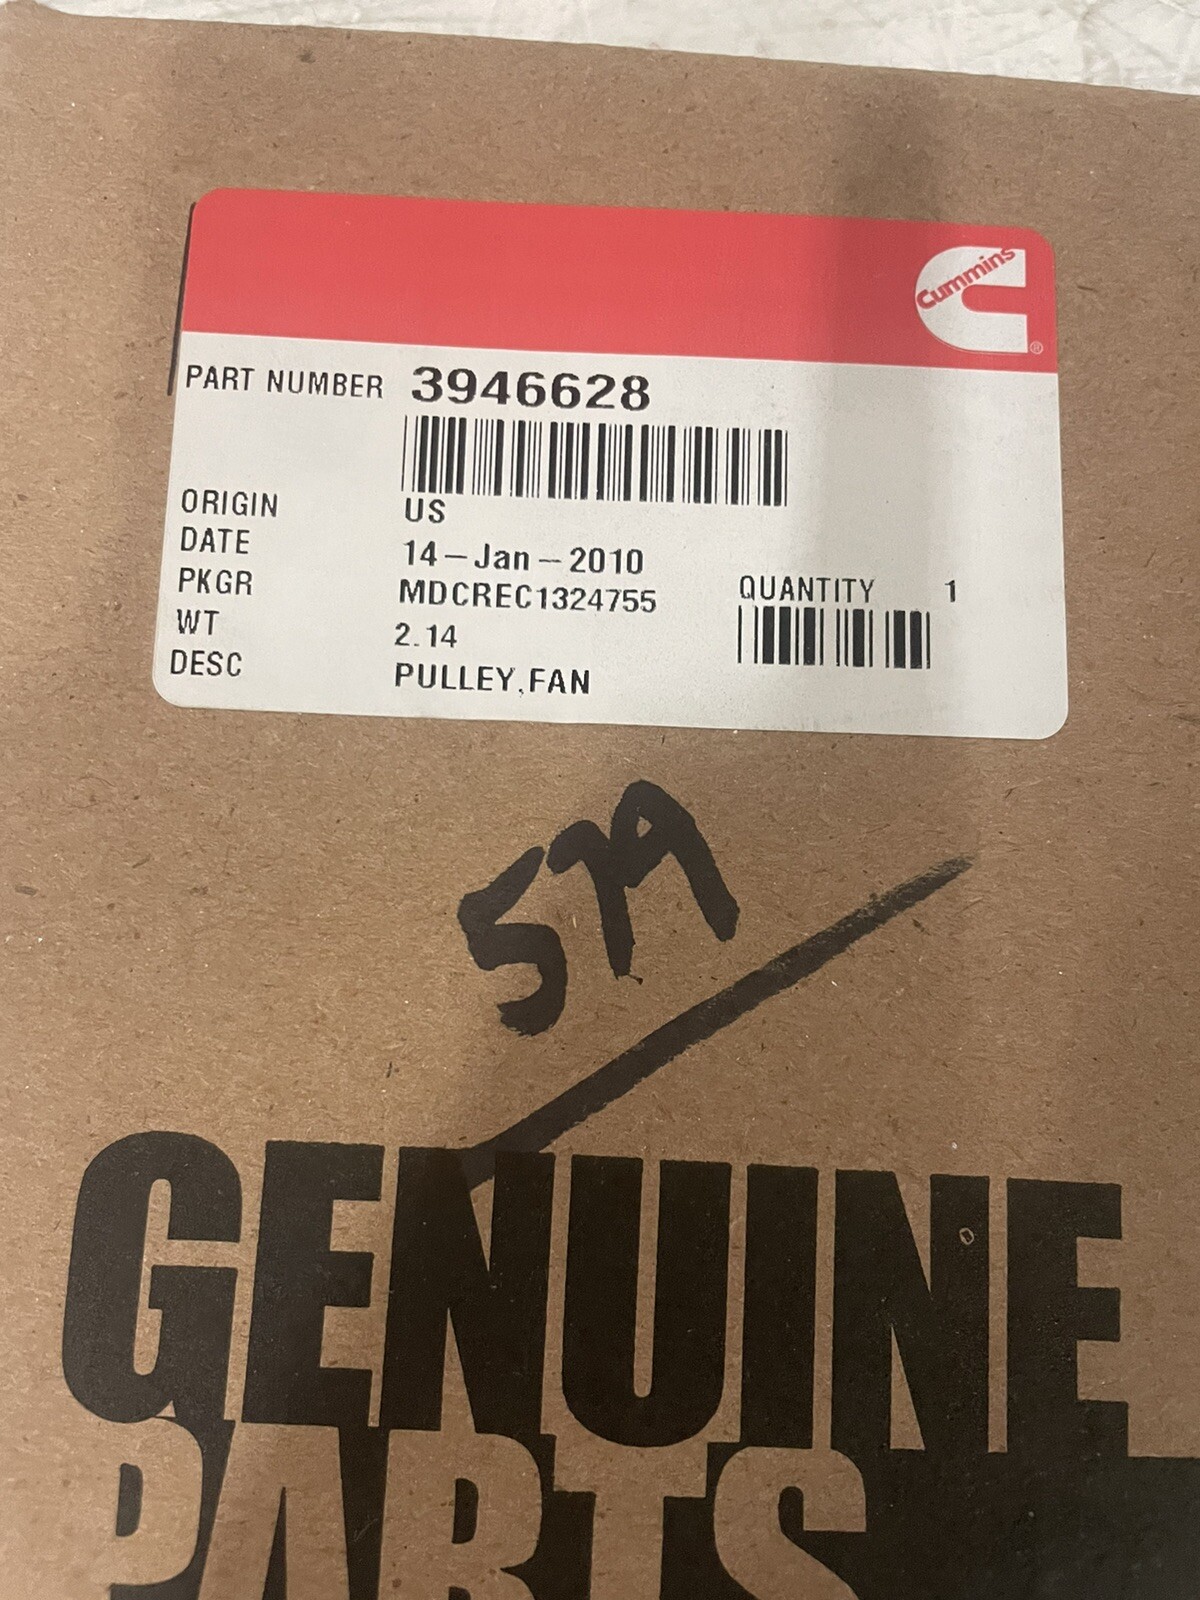 Cummins
®
PART NUMBER 3946628
ORIGIN US
DATE 14-Jan-2010
PKGR MDCREC1324755
QUANTITY 1
WT 2.14
DESC PULLEY,FAN
579
GENUINE
PARTS